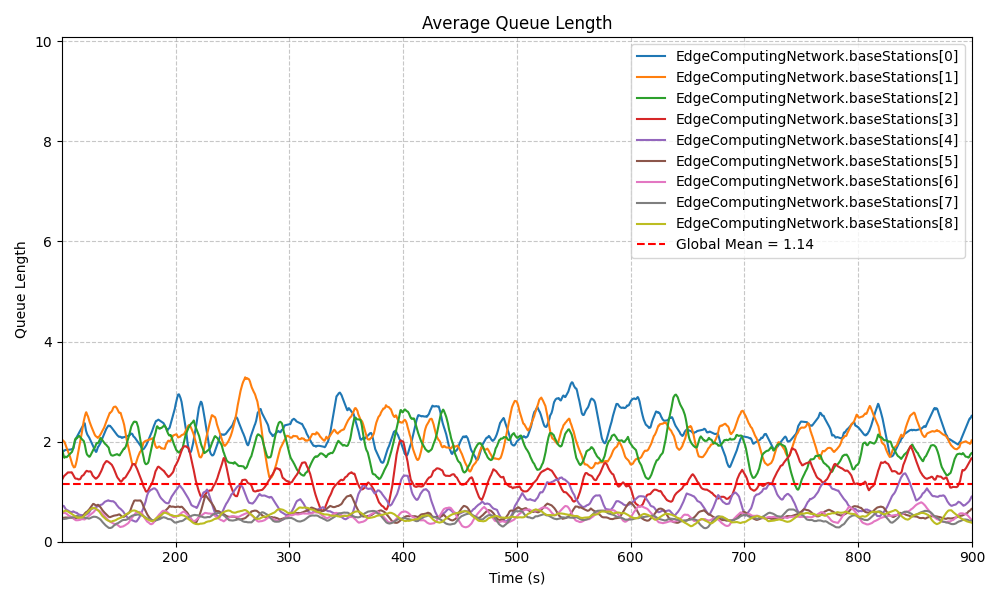 Average Queue Length
10
8
6
4
2
0
Queue Length
EdgeComputingNetwork.baseStations[0]
EdgeComputingNetwork.baseStations[1]
EdgeComputingNetwork.baseStations[2]
EdgeComputingNetwork.baseStations[3]
EdgeComputingNetwork.baseStations[4]
EdgeComputingNetwork.baseStations[5]
EdgeComputingNetwork.baseStations[6]
EdgeComputingNetwork.baseStations[7]
EdgeComputingNetwork.baseStations[8]
Global Mean = 1.14
200 300 400 500 600 700 800 900
Time (s)